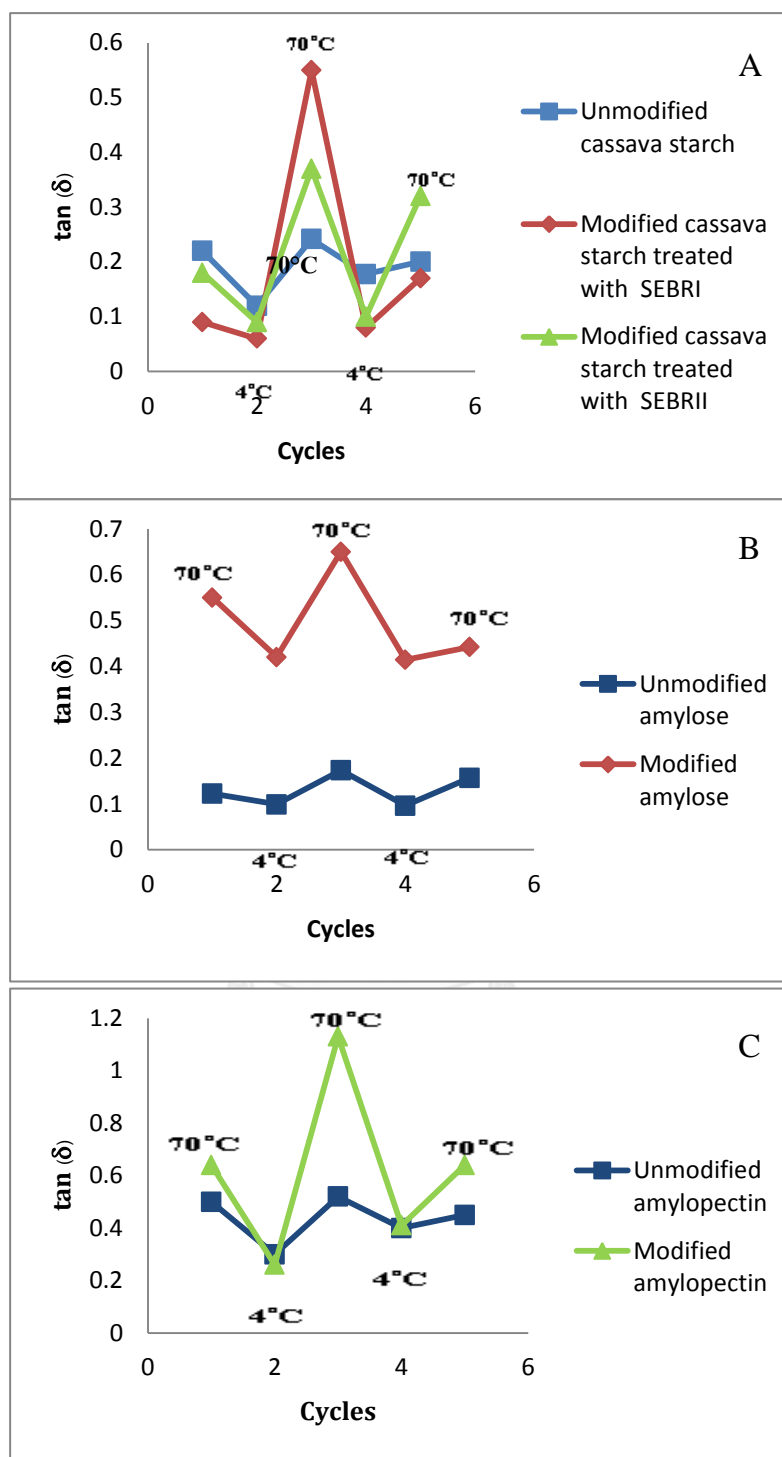 A
0.6
0.5
0.4
0.3
0.2
0.1
0
tan (δ)
70°C
70°C
70°C
4°C
4°C
0 2 4 6
Cycles
Unmodified
cassava starch
Modified cassava
starch treated
with SEBRI
Modified cassava
starch treated
with SEBRII
B
0.7
0.6
0.5
0.4
0.3
0.2
0.1
0
tan (δ)
70°C
70°C
70°C
4°C
4°C
0 2 4 6
Cycles
Unmodified
amylose
Modified
amylose
C
1.2
1
0.8
0.6
0.4
0.2
0
tan (δ)
70°C
70°C
70°C
4°C
4°C
0 2 4 6
Cycles
Unmodified
amylopectin
Modified
amylopectin